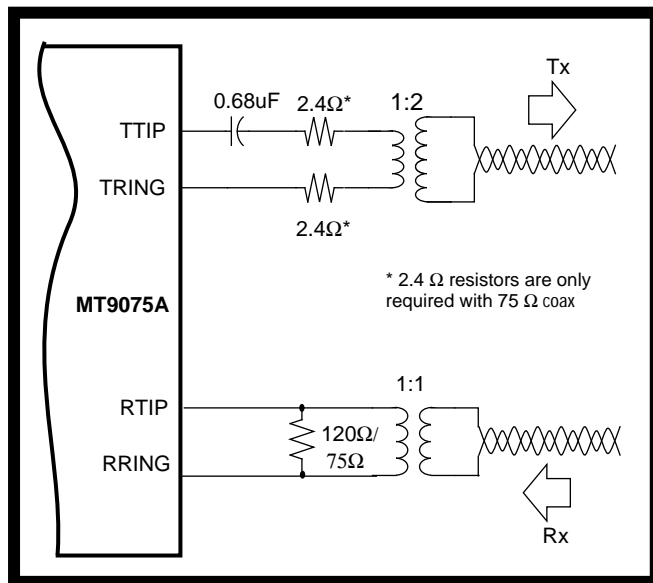 Tx
0.68uF
2.4Ω*
1:2
TTIP
TRING
2.4Ω*
* 2.4 Ω resistors are only
required with 75 Ω coax
MT9075A
1:1
RTIP
120Ω/
75Ω
RRING
Rx